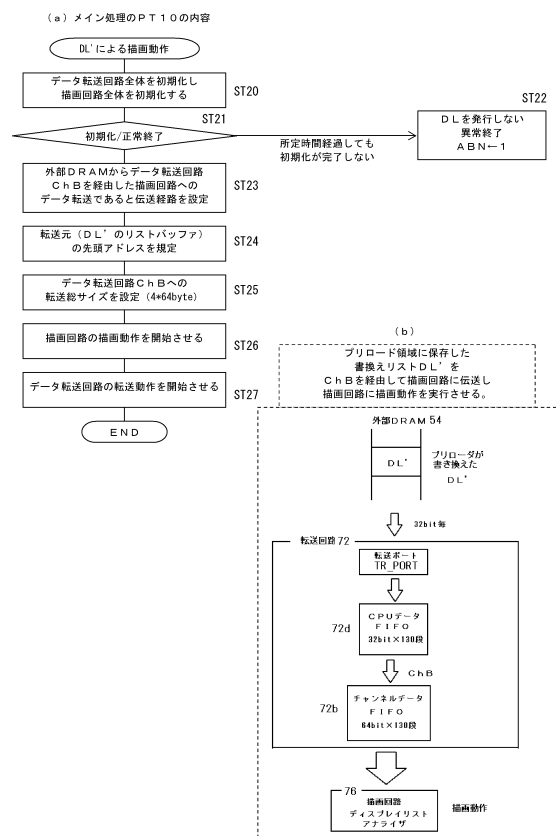 (a) メイン処理のPT10の内容
DL'による描画動作
データ転送回路全体を初期化し
描画回路全体を初期化する
ST20
ST21
初期化/正常終了
所定時間経過しても
初期化が完了しない
ST22
DLを発行しない
異常終了
ABN←1
外部DRAMからデータ転送回路
ChBを経由した描画回路への
データ転送であると伝送経路を設定
ST23
転送元(DL'のリストバッファ)
の先頭アドレスを規定
ST24
データ転送回路ChBへの
転送総サイズを設定 (4*64byte)
ST25
描画回路の描画動作を開始させる
ST26
データ転送回路の転送動作を開始させる
ST27
END
(b)
プリロード領域に保存した
書換えリストDL'を
ChBを経由して描画回路に伝送し
描画回路に描画動作を実行させる。
外部DRAM 54
DL'
プリローダが
書き換えた
DL'
32bit毎
転送回路 72
転送ポート
TR_PORT
72d
CPUデータ
FIFO
32bit×130段
ChB
72b
チャンネルデータ
FIFO
64bit×130段
76
描画回路
ディスプレイリスト
アナライザ
描画動作